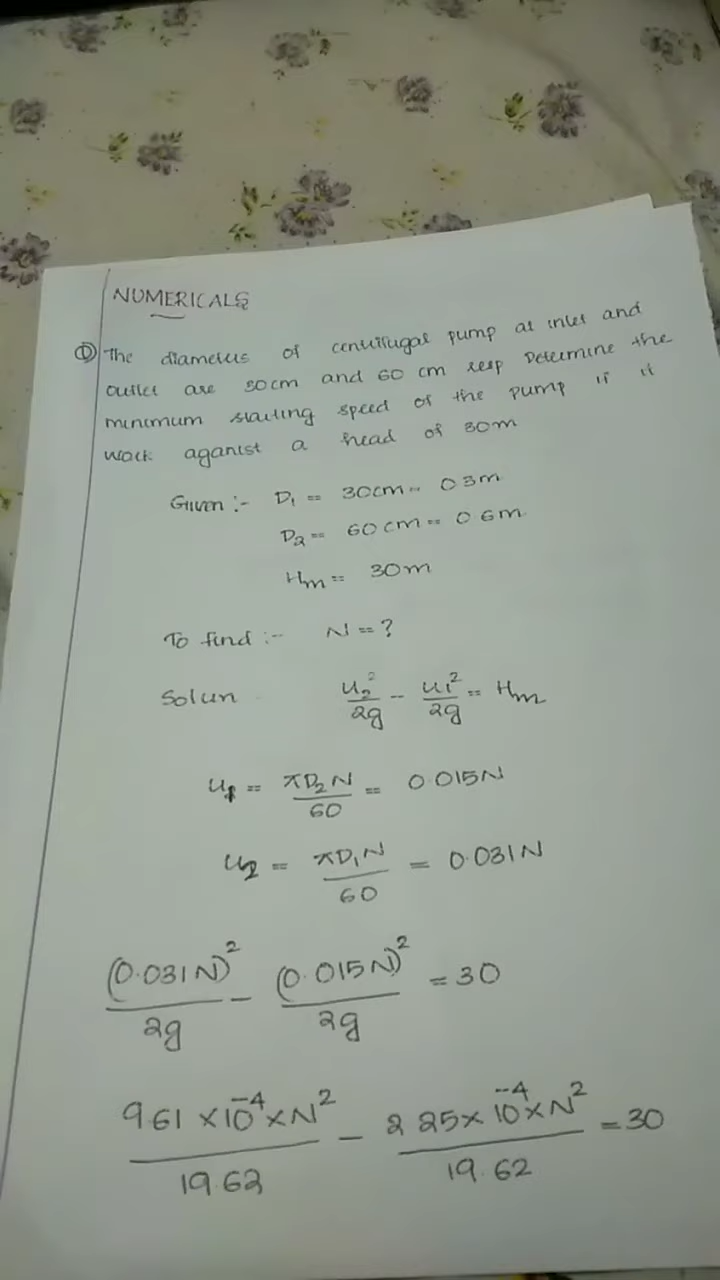 NUMERICALS
① The diameters of centrifugal pump at inlet and
outlet are 30cm and 60 cm resp Determine the
minimum starting speed of the pump if it
work aganist a head of 30m
Given :- D₁ = 30cm = 0.3m
D₂ = 60cm = 0.6m
Hm = 30m
To find :- N = ?
Solun
u₂²/2g - u₁²/2g = Hm
u₁ = πD₂N/60 = 0.015N
u₂ = πD₁N/60 = 0.031N
(0.031N)²/2g - (0.015N)²/2g = 30
9.61 × 10⁻⁴ × N²/19.62 - 2.25 × 10⁻⁴ × N²/19.62 = 30